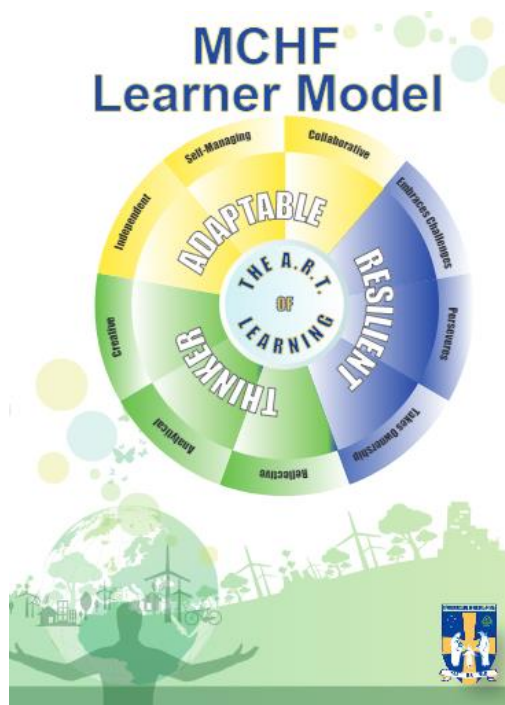 MCHF
Learner Model
Self-Managing
Collaborative
Independent
Embraces Challenges
ADAPTABLE
RESILIENT
THE A.R.T.
OF
LEARNING
THINKER
Creative
Perseveres
Analytical
Takes Ownership
Reflective